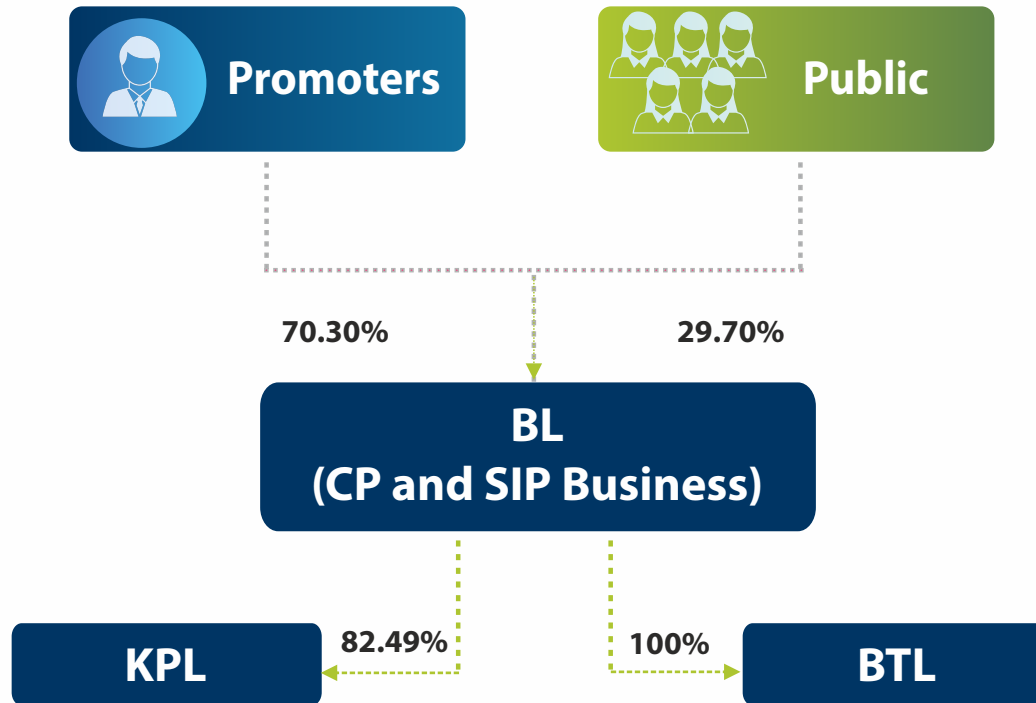 Promoters
Public
70.30%
29.70%
BL
(CP and SIP Business)
KPL
82.49%
100%
BTL